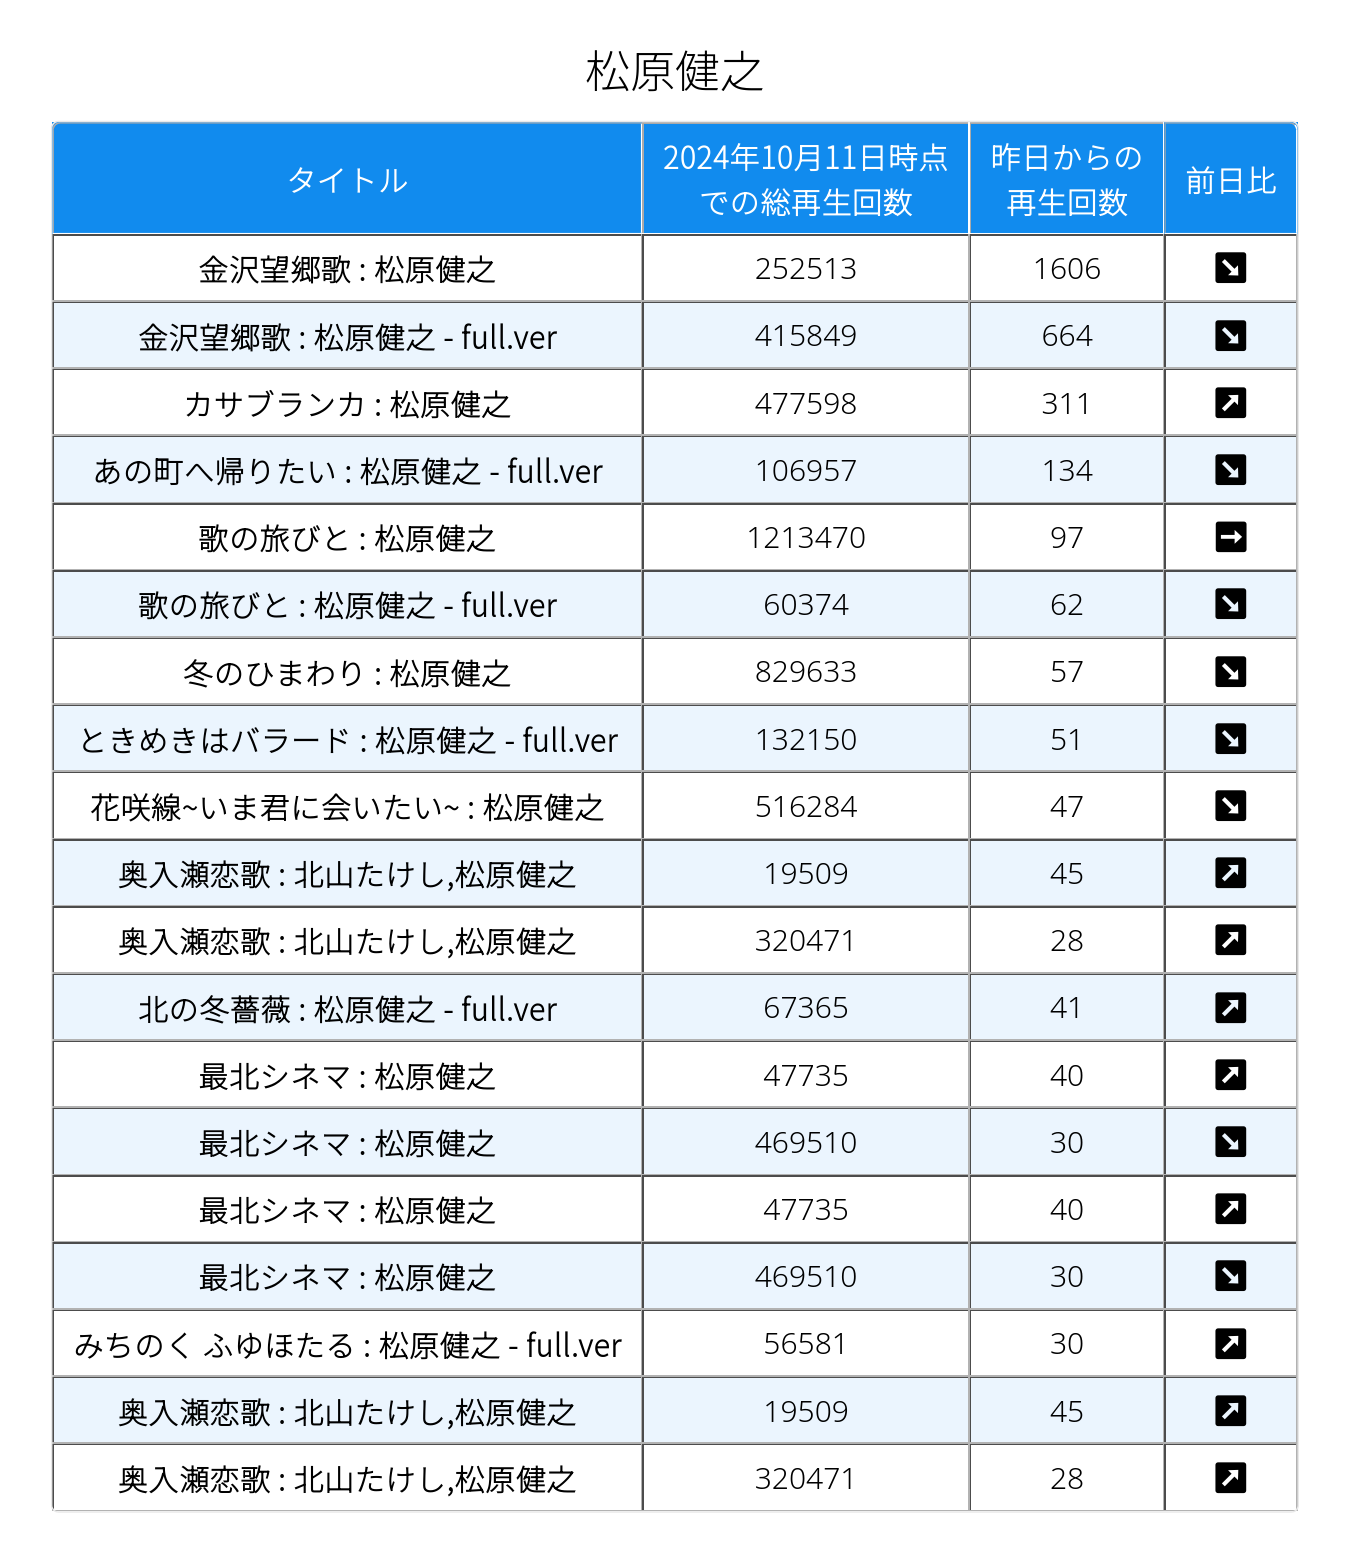 松原健之
タイトル 2024年10月11日時点 昨日からの 前日比
での総再生回数 再生回数
金沢望郷歌 : 松原健之 252513 1606
金沢望郷歌 : 松原健之 - full.ver 415849 664
カサブランカ : 松原健之 477598 311
あの町へ帰りたい : 松原健之 - full.ver 106957 134
歌の旅びと : 松原健之 1213470 97
歌の旅びと : 松原健之 - full.ver 60374 62
冬のひまわり : 松原健之 829633 57
ときめきはバラード : 松原健之 - full.ver 132150 51
花咲線~いま君に会いたい~ : 松原健之 516284 47
奥入瀬恋歌 : 北山たけし,松原健之 19509 45
奥入瀬恋歌 : 北山たけし,松原健之 320471 28
北の冬薔薇 : 松原健之 - full.ver 67365 41
最北シネマ : 松原健之 47735 40
最北シネマ : 松原健之 469510 30
最北シネマ : 松原健之 47735 40
最北シネマ : 松原健之 469510 30
みちのく ふゆほたる : 松原健之 - full.ver 56581 30
奥入瀬恋歌 : 北山たけし,松原健之 19509 45
奥入瀬恋歌 : 北山たけし,松原健之 320471 28